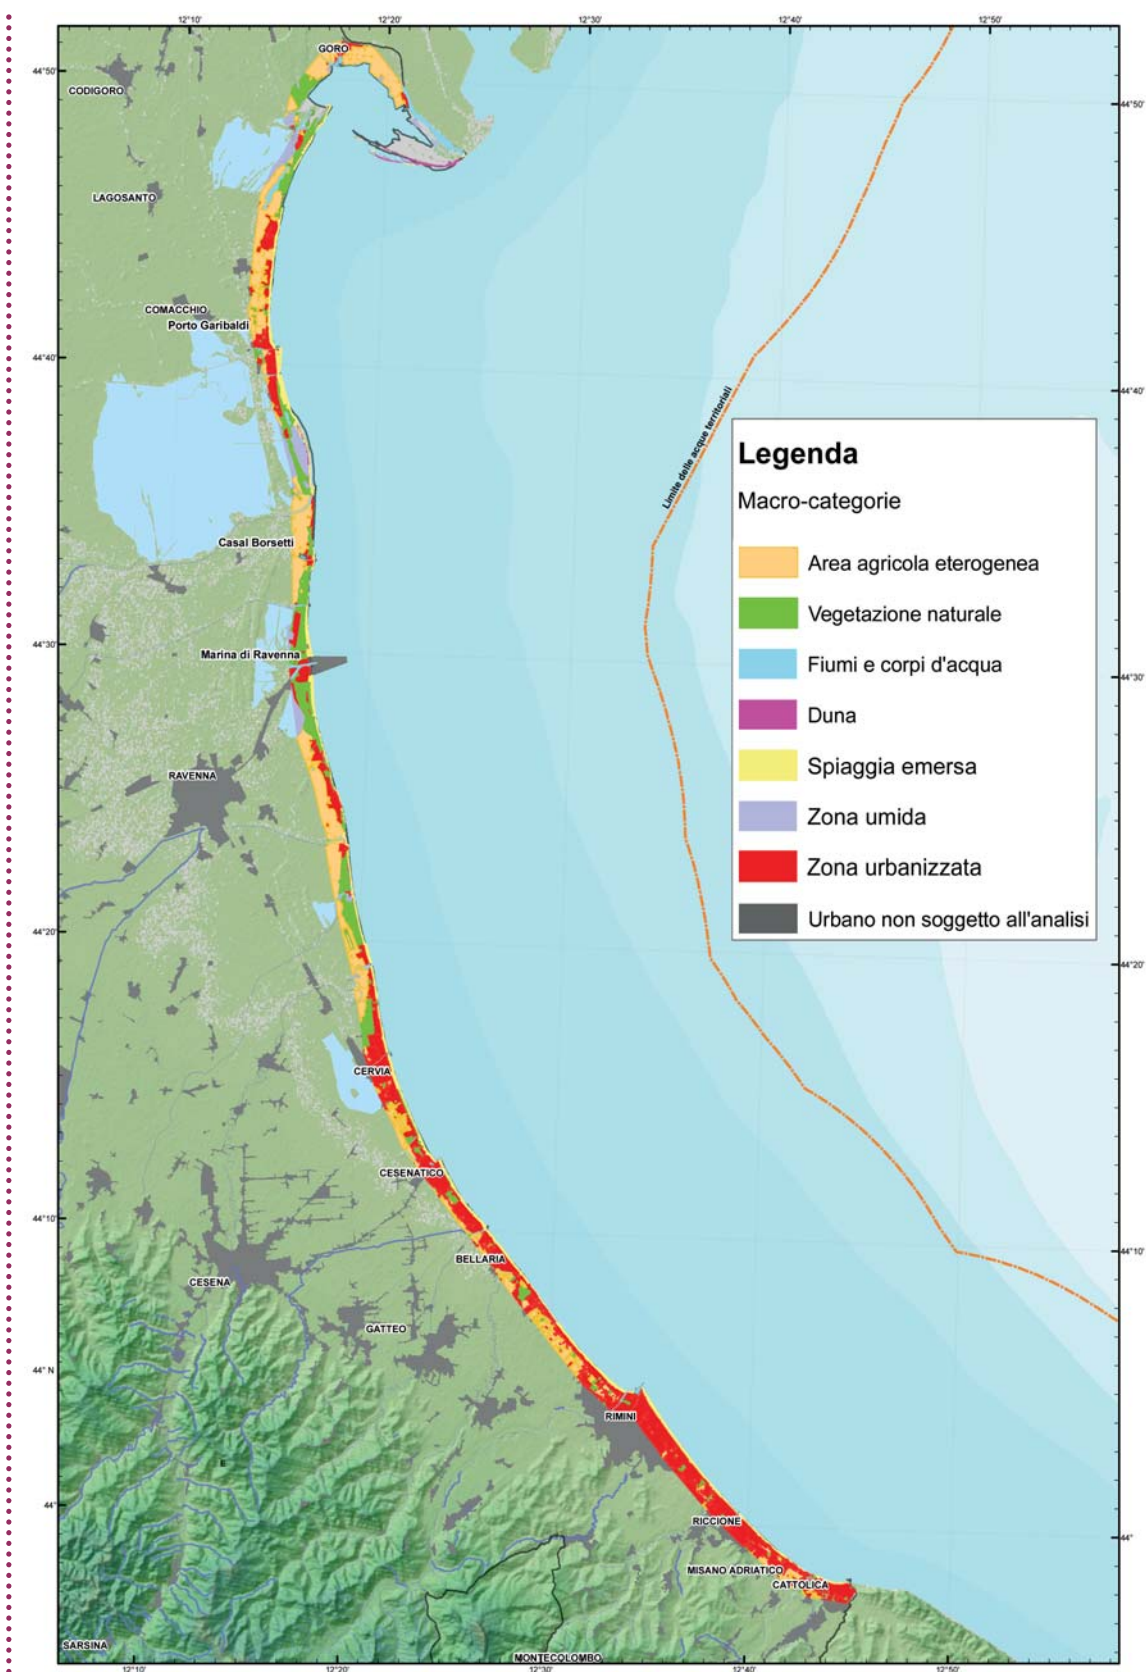 12°10' 12°20' 12°30' 12°40' 12°50'
GORO
44°50'
CODIGORO
44°50'
LAGOSANTO
COMACCHIO
Porto Garibaldi
44°40'
44°40'
Limite delle acque territoriali
Legenda
Macro-categorie
Area agricola eterogenea
Vegetazione naturale
Fiumi e corpi d'acqua
Duna
Spiaggia emersa
Zona umida
Zona urbanizzata
Urbano non soggetto all'analisi
Casal Borsetti
44°30'
Marina di Ravenna
44°30'
RAVENNA
44°20'
44°20'
CERVIA
CESENATICO
44°10'
44°10'
BELLARIA
CESENA
GATTEO
44° N
RIMINI
E
44°
RICCIONE
44°
MISANO ADRIATICO
CATTOLICA
SARSINA
MONTECOLOMBO
12°10' 12°20' 12°30' 12°40' 12°50'